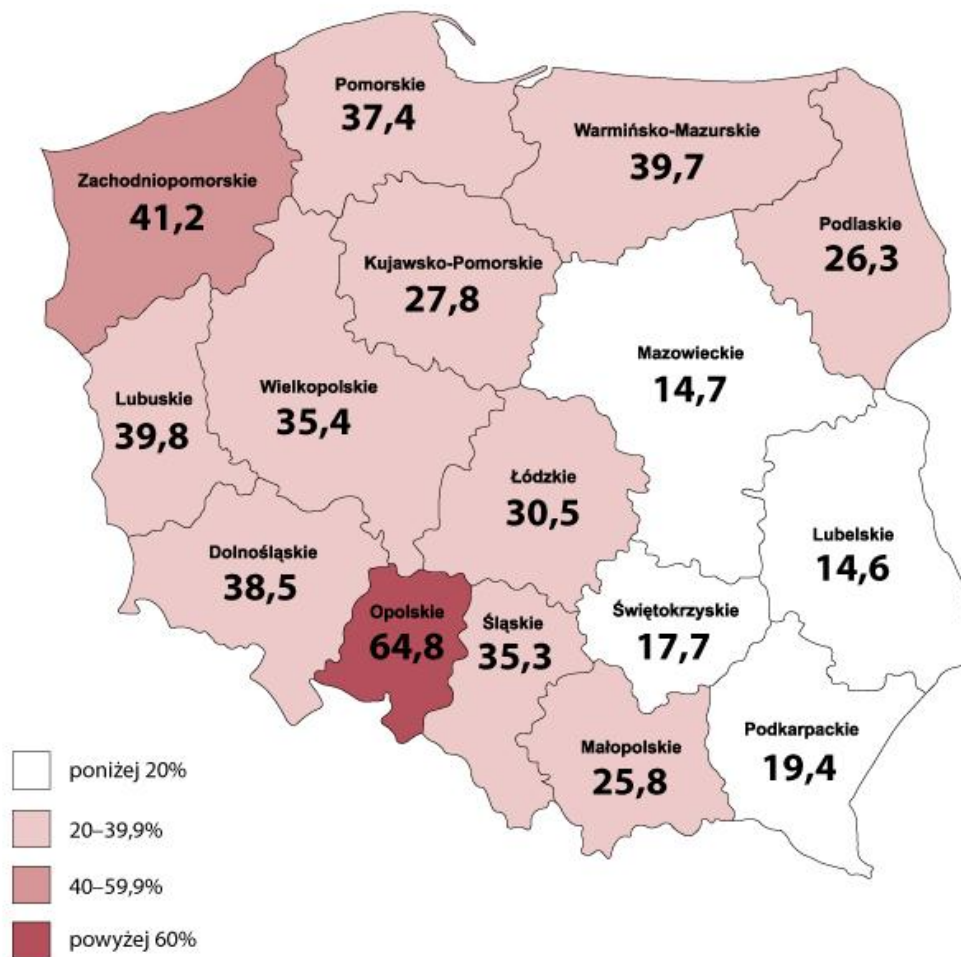 Pomorskie
37,4
Warmińsko-Mazurskie
39,7
Zachodniopomorskie
41,2
Podlaskie
26,3
Kujawsko-Pomorskie
27,8
Mazowieckie
14,7
Wielkopolskie
35,4
Lubuskie
39,8
Łódzkie
30,5
Lubelskie
14,6
Dolnośląskie
38,5
Opolskie
64,8
Śląskie
35,3
Świętokrzyskie
17,7
Małopolskie
25,8
Podkarpackie
19,4
poniżej 20%
20–39,9%
40–59,9%
powyżej 60%